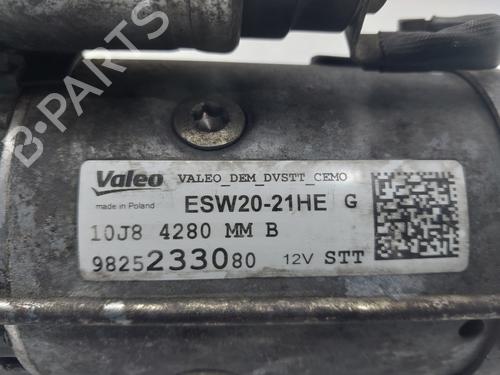 B-PARTS
Valeo VALEO_DEM_DVSTT_CEMO
made in Poland ESW20-21HE G
10J8 4280 MM B
9825233080 12V STT